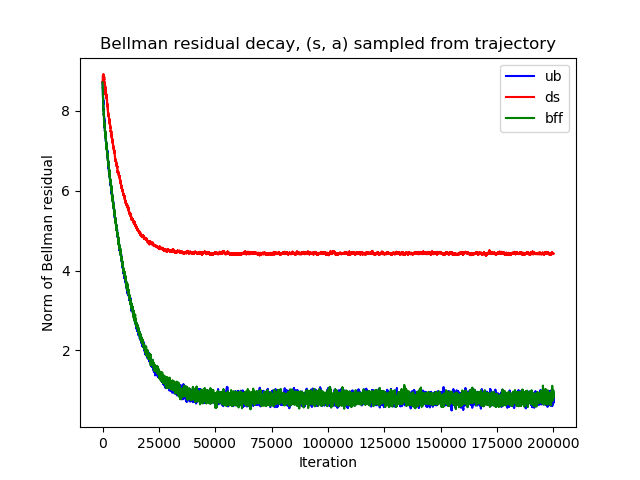 Bellman residual decay, (s, a) sampled from trajectory
ub
ds
bff
Norm of Bellman residual
8
6
4
2
0 25000 50000 75000 100000 125000 150000 175000 200000
Iteration